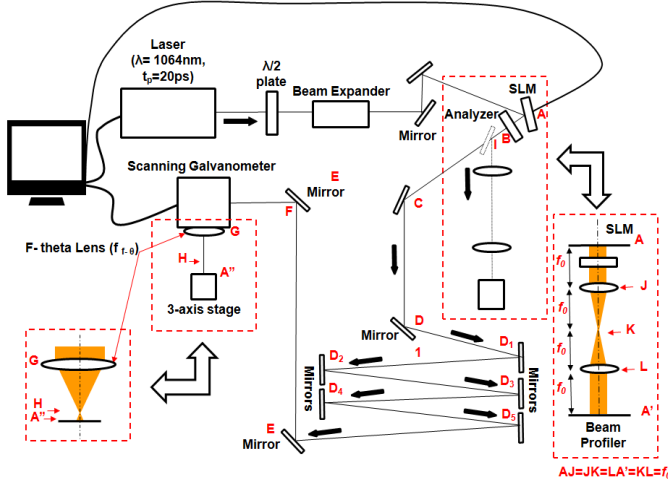 Laser
(λ= 1064nm,
tp=20ps)
λ/2
plate
Beam Expander
Mirror
Analyzer
SLM
A
B
I
Scanning Galvanometer
E
Mirror
F
C
G
F- theta Lens (f f-θ)
H
A''
3-axis stage
D
Mirror
1
D1
D2
D3
D4
D5
Mirrors
Mirrors
E
Mirror
G
H
A''
SLM
A
f0
J
f0
K
f0
L
f0
A'
Beam
Profiler
AJ=JK=LA'=KL=f